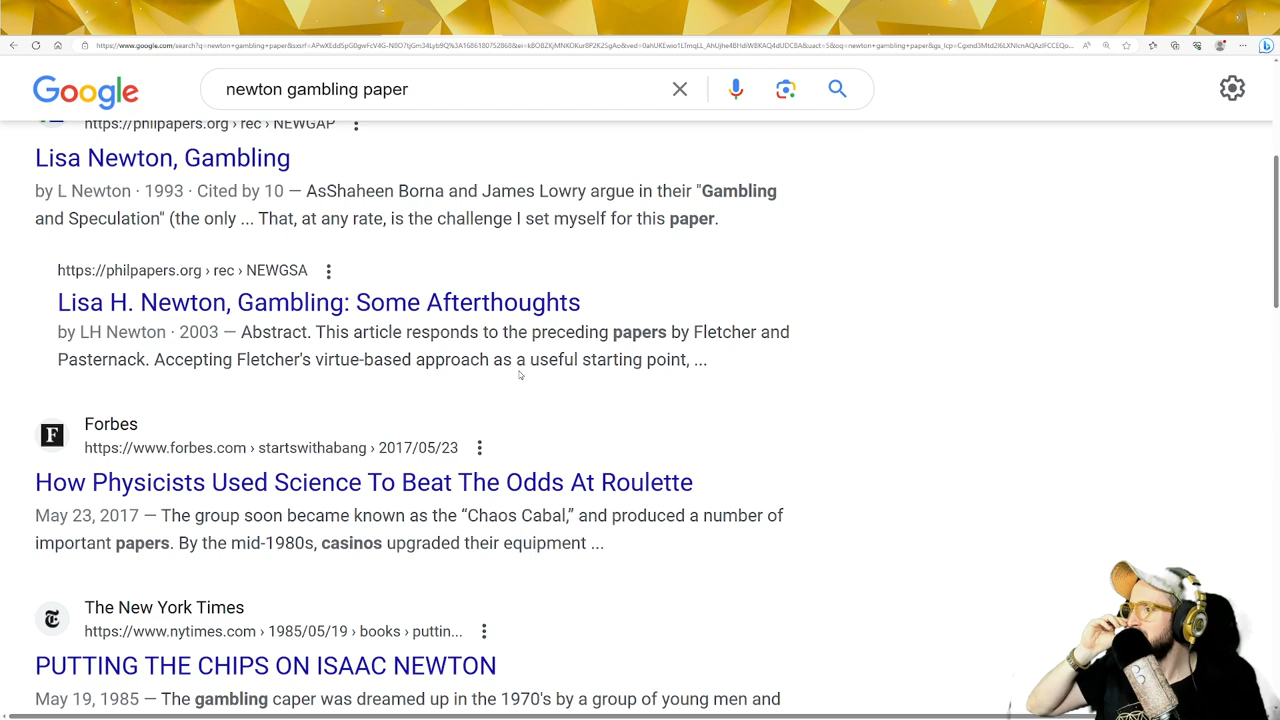 Google
newton gambling paper
https://philpapers.org › rec › NEWGAP
Lisa Newton, Gambling
by L Newton · 1993 · Cited by 10 — AsShaheen Borna and James Lowry argue in their "Gambling
and Speculation" (the only ... That, at any rate, is the challenge I set myself for this paper.
https://philpapers.org › rec › NEWGSA
Lisa H. Newton, Gambling: Some Afterthoughts
by LH Newton · 2003 — Abstract. This article responds to the preceding papers by Fletcher and
Pasternack. Accepting Fletcher's virtue-based approach as a useful starting point, ...
Forbes
https://www.forbes.com › startswithabang › 2017/05/23
How Physicists Used Science To Beat The Odds At Roulette
May 23, 2017 — The group soon became known as the “Chaos Cabal,” and produced a number of
important papers. By the mid-1980s, casinos upgraded their equipment ...
The New York Times
https://www.nytimes.com › 1985/05/19 › books › puttin...
PUTTING THE CHIPS ON ISAAC NEWTON
May 19, 1985 — The gambling caper was dreamed up in the 1970's by a group of young men and